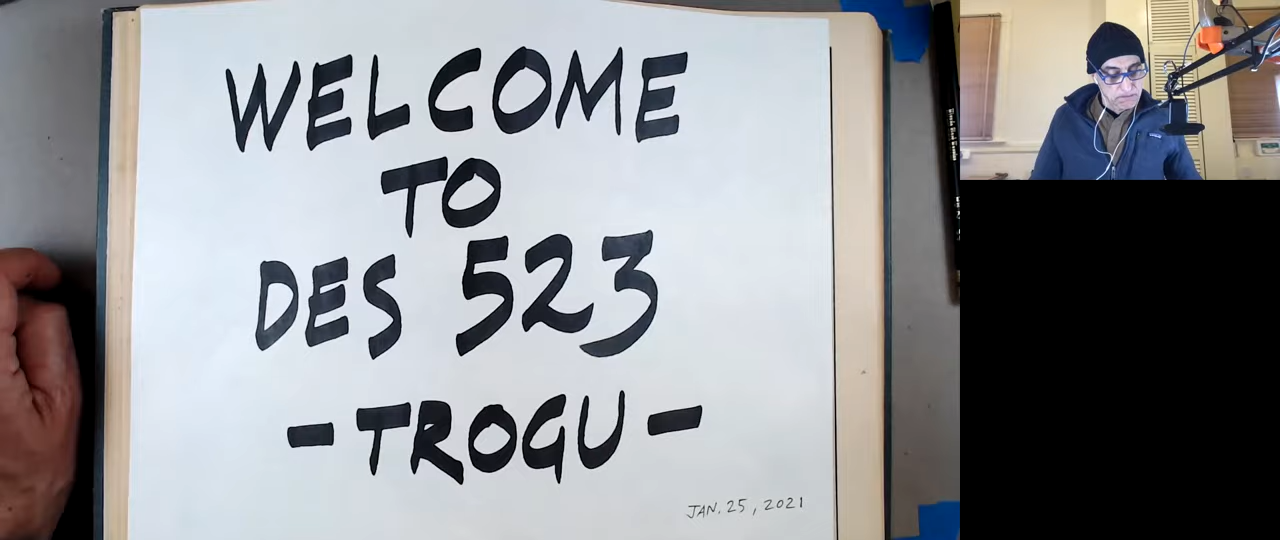 WELCOME
TO
DES 523
- TROGU -
JAN. 25, 2021